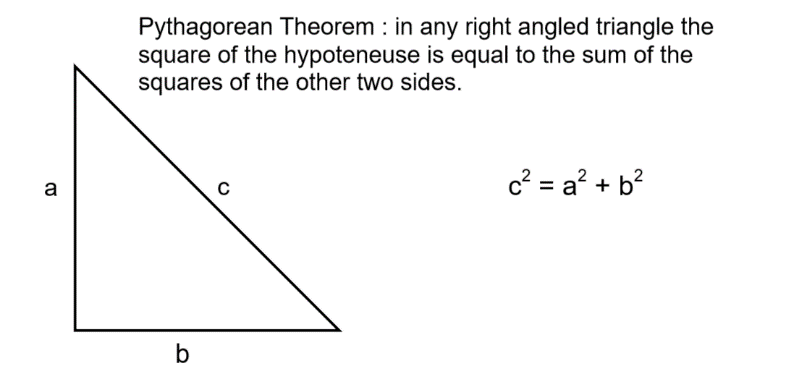 Pythagorean Theorem : in any right angled triangle the
square of the hypoteneuse is equal to the sum of the
squares of the other two sides.
a
c
c² = a² + b²
b